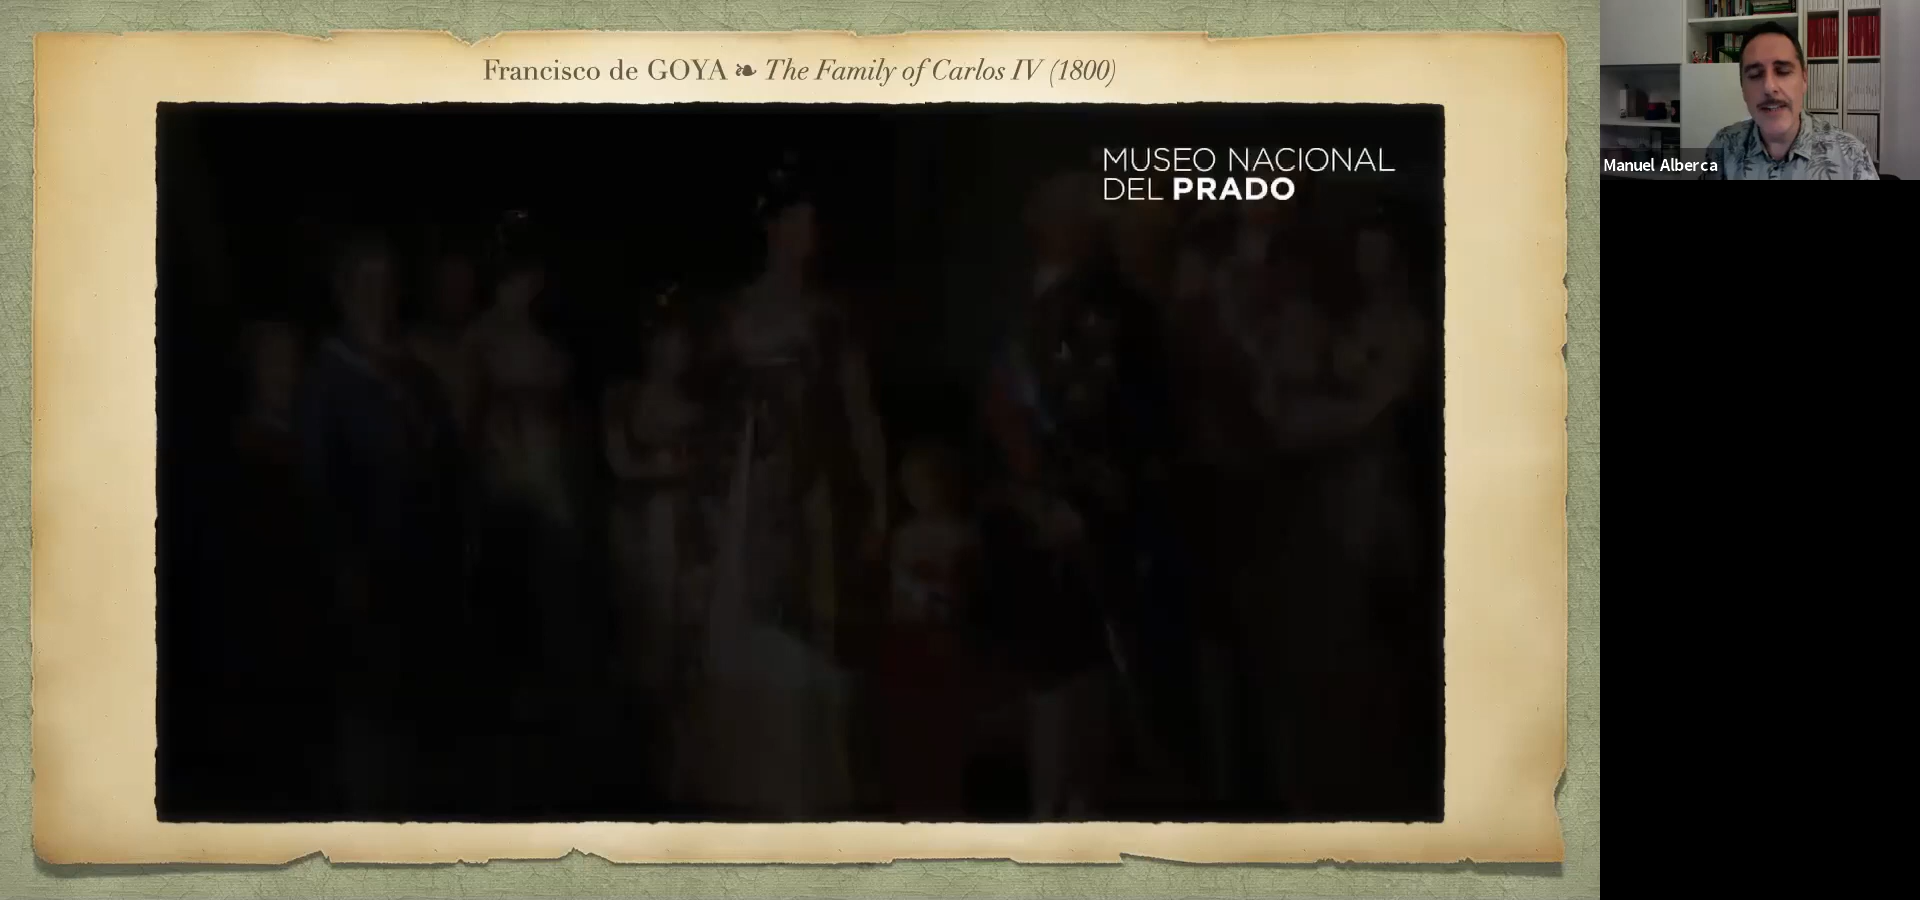 Francisco de GOYA ❧ The Family of Carlos IV (1800)
MUSEO NACIONAL
DEL PRADO
Manuel Alberca